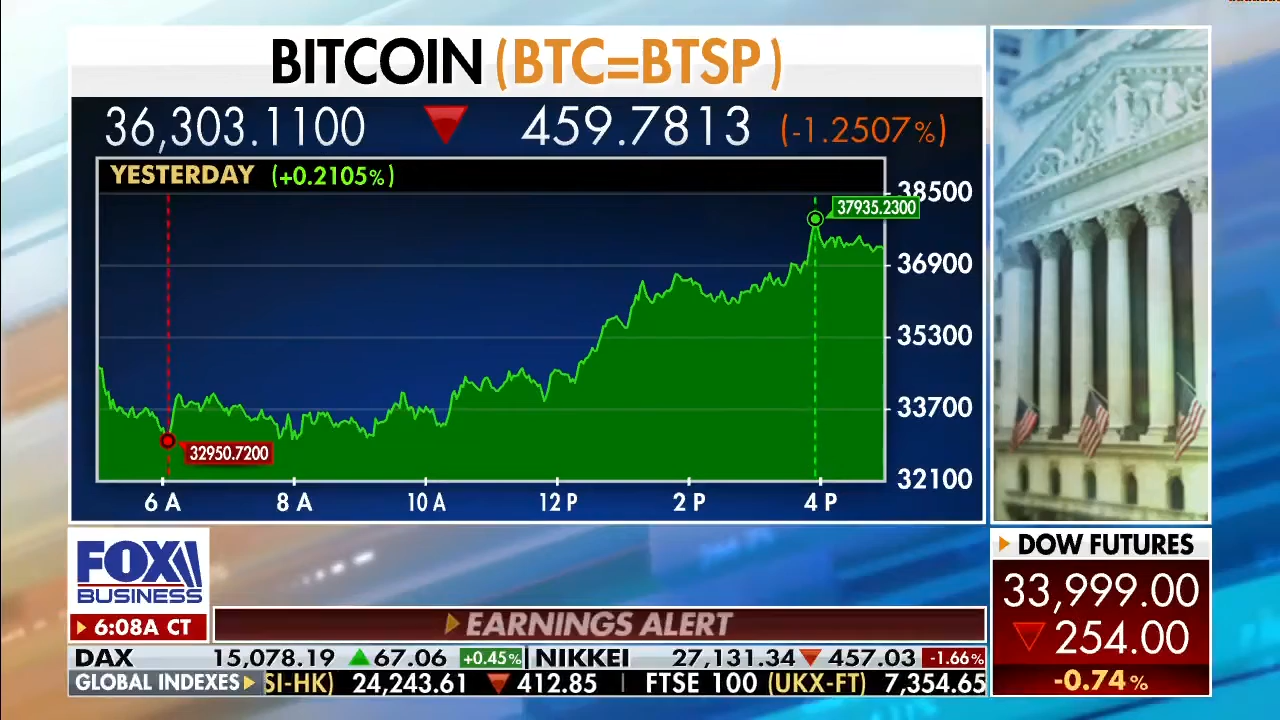 BITCOIN (BTC=BTSP)
36,303.1100 ▼ 459.7813 (-1.2507%)
YESTERDAY (+0.2105%)
38500
37935.2300
36900
35300
33700
32950.7200
32100
6 A 8 A 10 A 12 P 2 P 4 P
FOX BUSINESS
6:08A CT
EARNINGS ALERT
DOW FUTURES
33,999.00
▼ 254.00
-0.74%
DAX 15,078.19 ▲ 67.06 +0.45% NIKKEI 27,131.34 ▼ 457.03 -1.66%
GLOBAL INDEXES SI-HK) 24,243.61 ▼ 412.85 | FTSE 100 (UKX-FT) 7,354.65